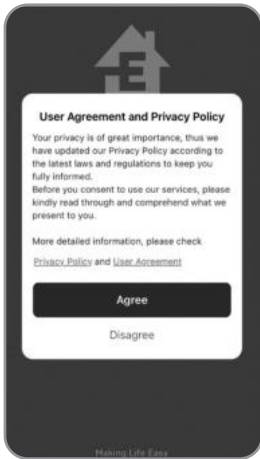 User Agreement and Privacy Policy
Your privacy is of great importance, thus we
have updated our Privacy Policy according to
the latest laws and regulations to keep you
fully informed.
Before you consent to use our services, please
kindly read through and comprehend what we
present to you.
More detailed information, please check
Privacy Policy and User Agreement
Agree
Disagree
Making Life Easy